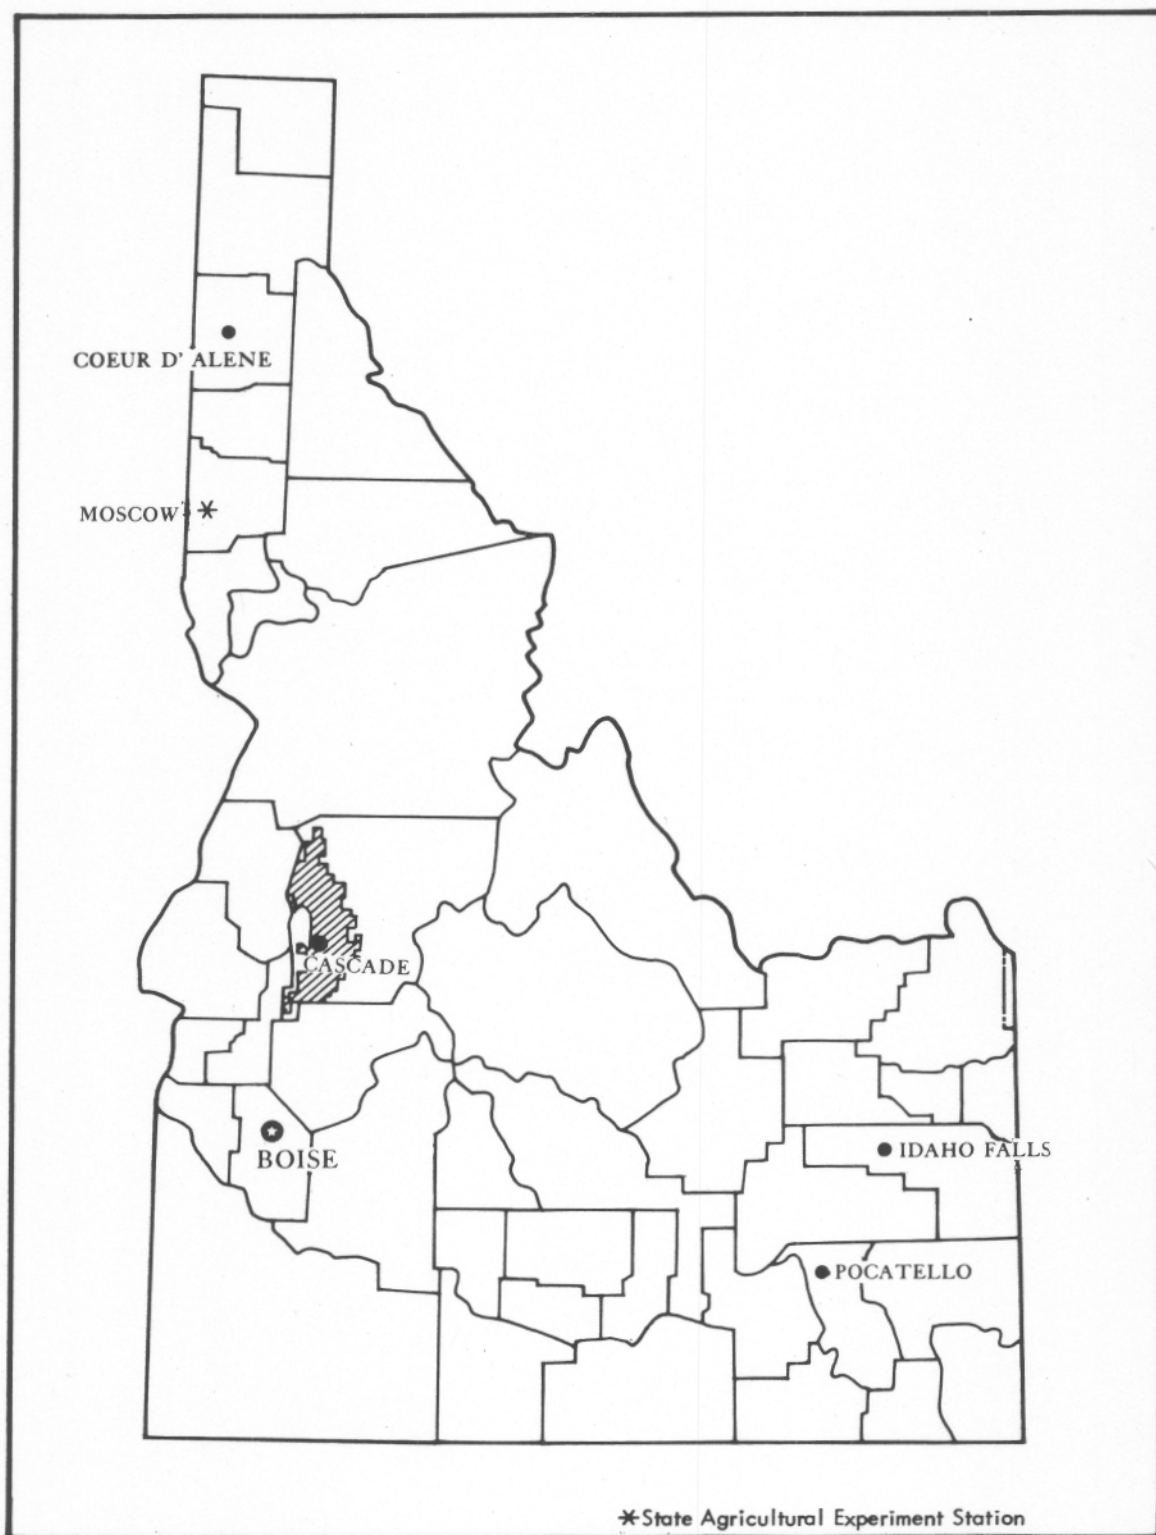 COEUR D' ALENE
MOSCOW
CASCADE
BOISE
IDAHO FALLS
POCATELLO
*State Agricultural Experiment Station